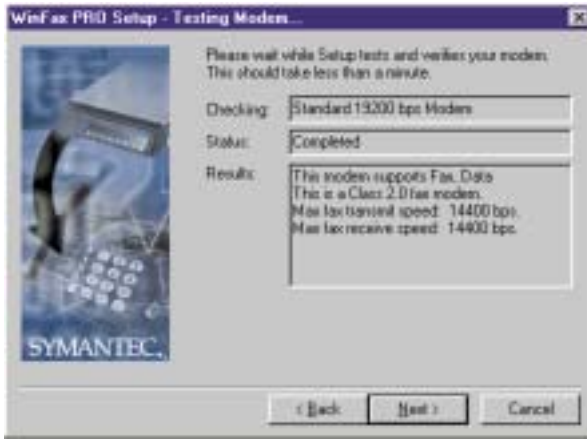 WinFax PRO Setup - Testing Modem...
Please wait while Setup tests and verifies your modem.
This should take less than a minute.
Checking: Standard 19200 bps Modem
Status: Completed
Results: This modem supports Fax, Data
This is a Class 2.0 fax modem.
Max fax transmit speed: 14400 bps.
Max fax receive speed: 14400 bps.
SYMANTEC.
< Back
Next >
Cancel